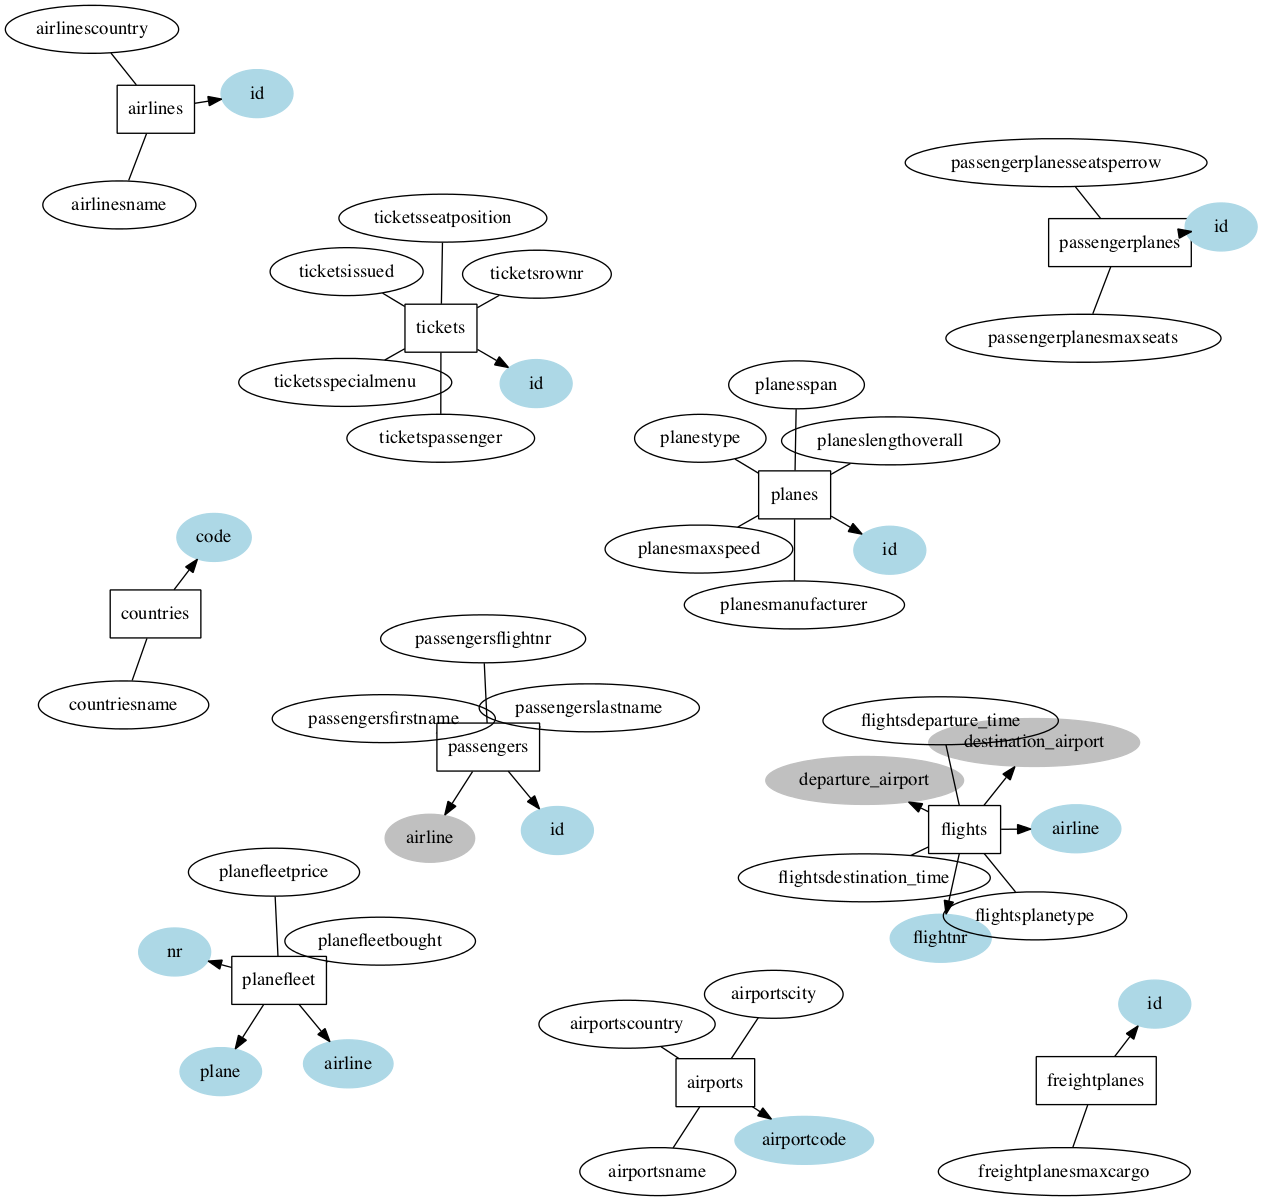 airlinescountry
id
airlines
airlinesname
passengerplanesseatsperrow
ticketsseatposition
id
passengerplanes
ticketsissued
ticketsrownr
tickets
passengerplanesmaxseats
ticketsspecialmenu
id
planesspan
ticketspassenger
planestype
planeslengthoverall
planes
code
planesmaxspeed
id
countries
planesmanufacturer
passengersflightnr
countriesname
passengersfirstname
passengerslastname
flightsdeparture_time
passengers
destination_airport
departure_airport
airline
id
flights
airline
planefleetprice
flightsdestination_time
flightsplanetype
nr
planefleetbought
flightnr
planefleet
airportscity
id
airportscountry
plane
airline
airports
freightplanes
airportcode
airportsname
freightplanesmaxcargo